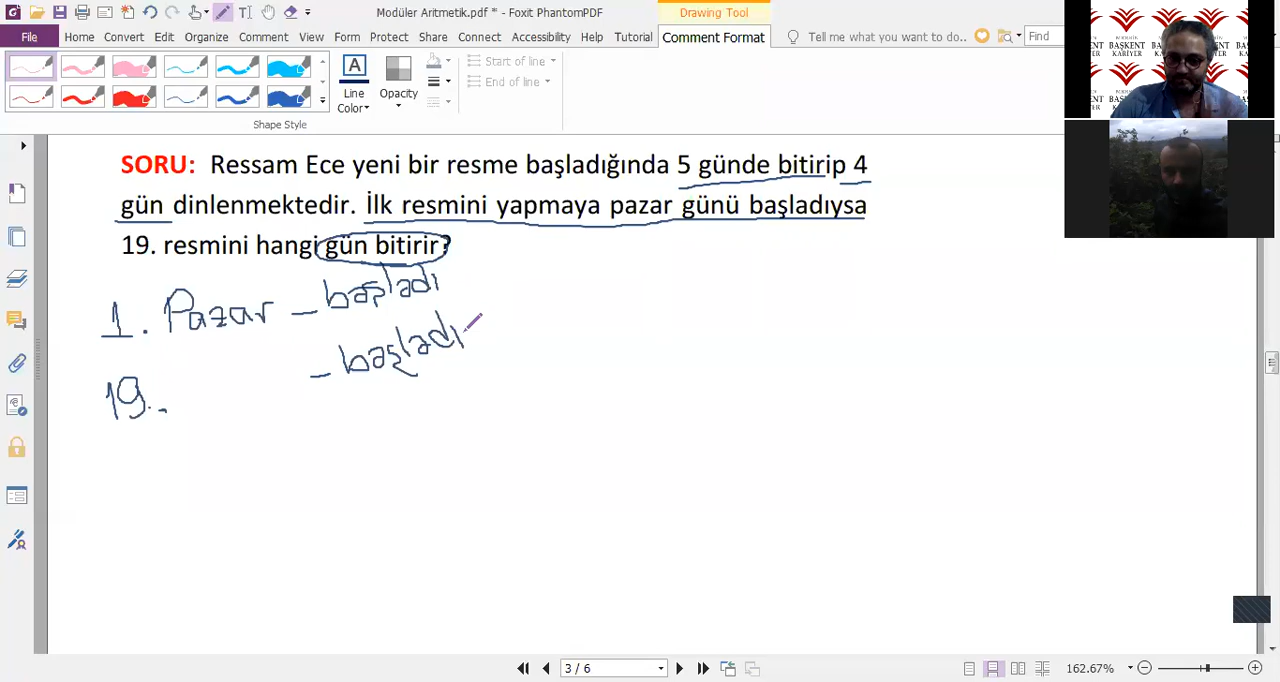 Modüler Aritmetik.pdf * - Foxit PhantomPDF
Drawing Tool
File Home Convert Edit Organize Comment View Form Protect Share Connect Accessibility Help Tutorial Comment Format Tell me what you want to do.. Find
Start of line
End of line
Line Color
Opacity
Shape Style
BAŞKENT KARİYER
SORU: Ressam Ece yeni bir resme başladığında 5 günde bitirip 4
gün dinlenmektedir. İlk resmini yapmaya pazar günü başladıysa
19. resmini hangi gün bitirir?
1. Pazar - başladı
- başladı
19.
3 / 6
162.67%